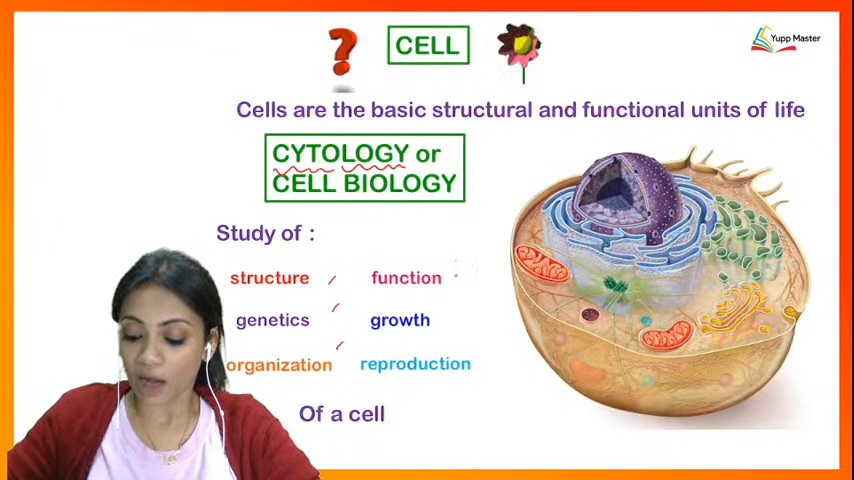 CELL
Yupp Master
Cells are the basic structural and functional units of life
CYTOLOGY or
CELL BIOLOGY
Study of :
structure function
genetics growth
organization reproduction
Of a cell